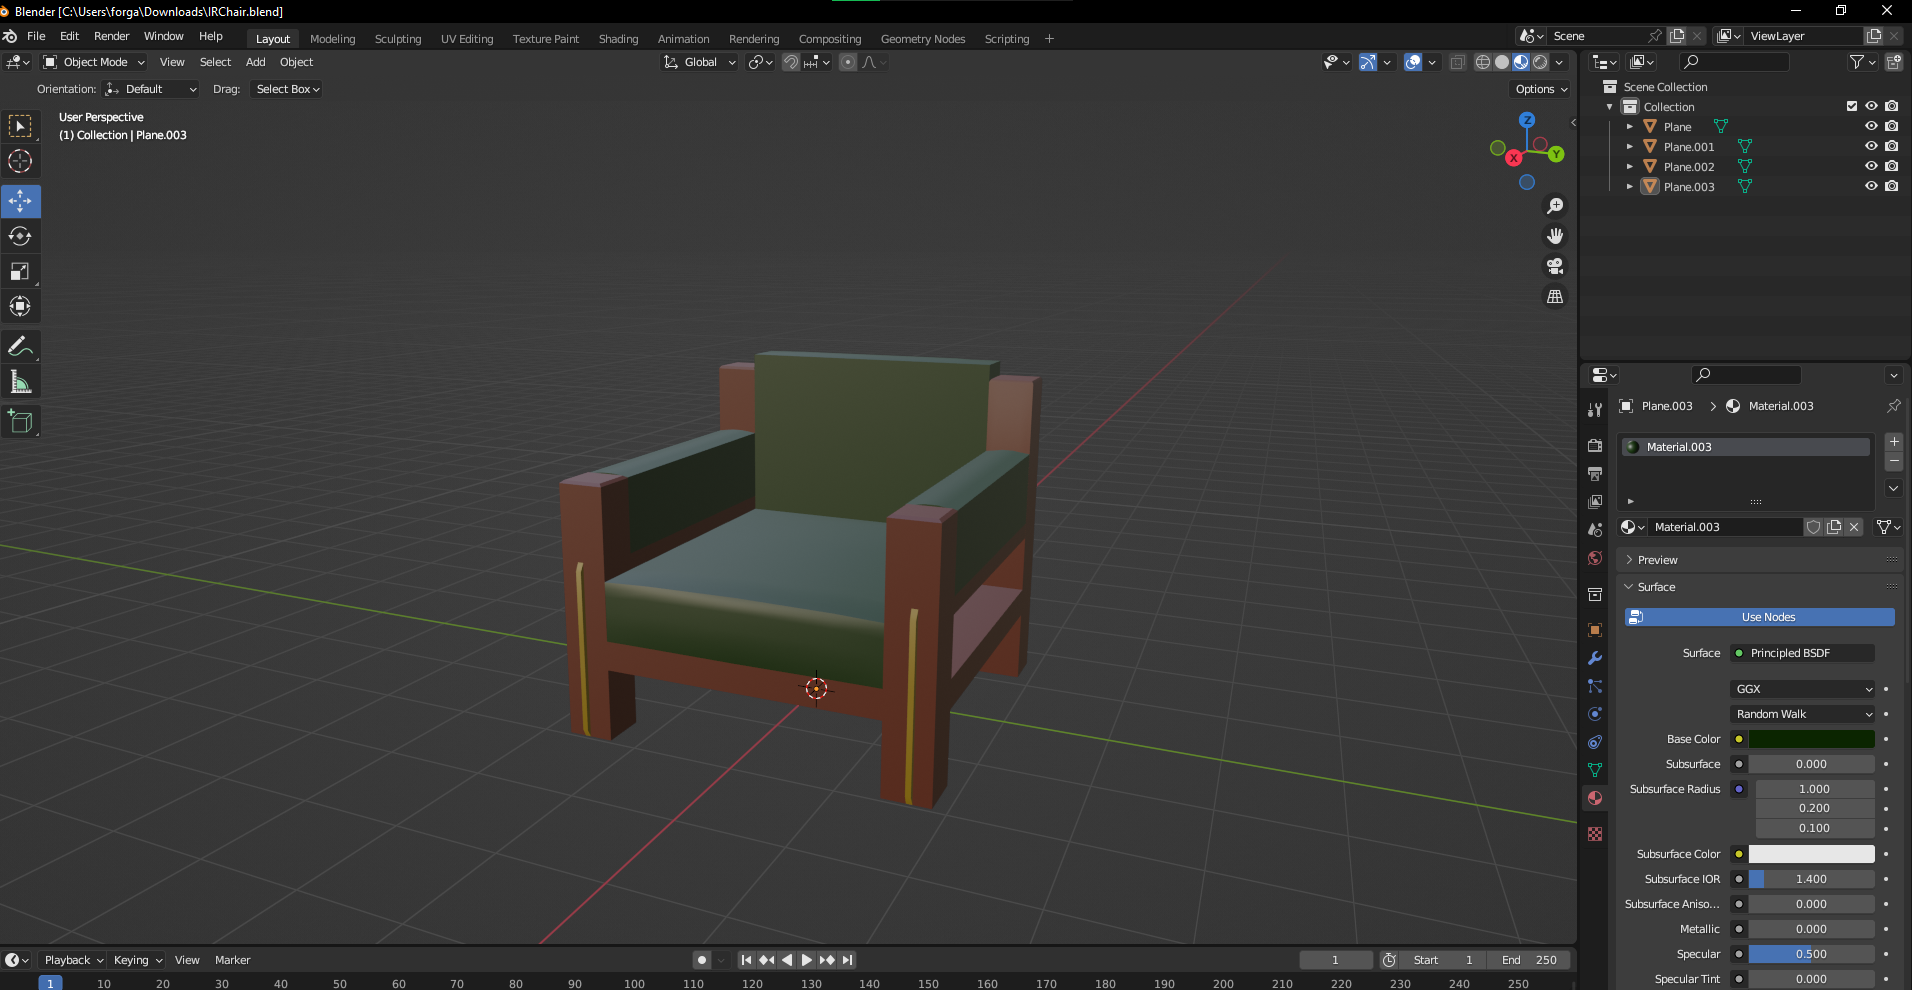 Blender [C:\Users\forga\Downloads\IRChair.blend]
File Edit Render Window Help Layout Modeling Sculpting UV Editing Texture Paint Shading Animation Rendering Compositing Geometry Nodes Scripting + Scene ViewLayer
Object Mode View Select Add Object Global
Orientation: Default Drag: Select Box Options
User Perspective
(1) Collection | Plane.003
Z
Y
X
Scene Collection
Collection
Plane
Plane.001
Plane.002
Plane.003
Plane.003 > Material.003
Material.003
Material.003
Preview
Surface
Use Nodes
Surface Principled BSDF
GGX
Random Walk
Base Color
Subsurface 0.000
Subsurface Radius 1.000
0.200
0.100
Subsurface Color
Subsurface IOR 1.400
Subsurface Aniso... 0.000
Metallic 0.000
Specular 0.500
Specular Tint 0.000
Playback Keying View Marker 1 Start 1 End 250
1 10 20 30 40 50 60 70 80 90 100 110 120 130 140 150 160 170 180 190 200 210 220 230 240 250